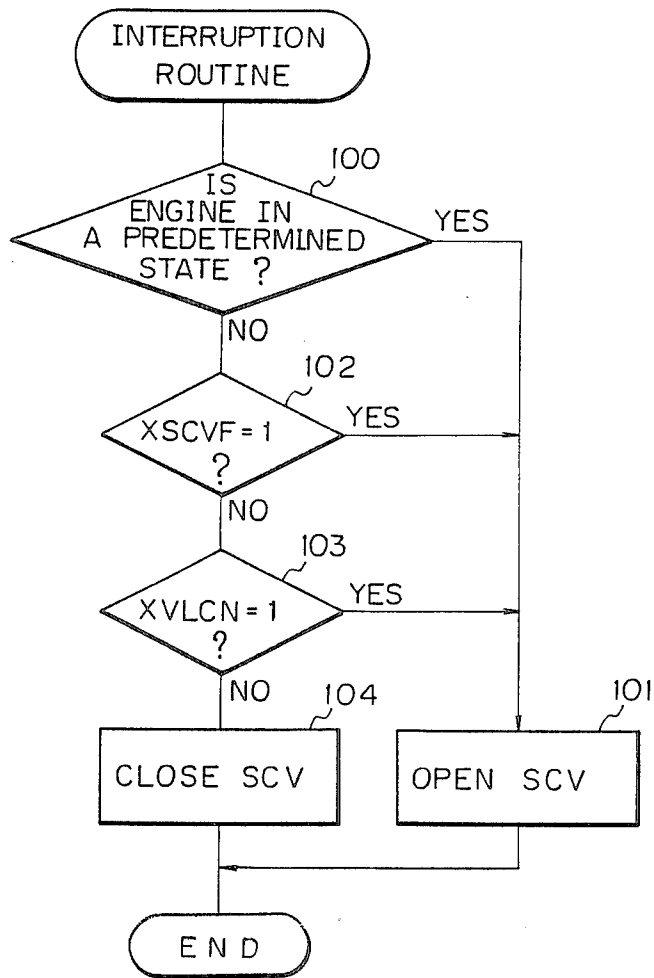 INTERRUPTION
ROUTINE
100
IS
ENGINE IN
A PREDETERMINED
STATE ?
YES
NO
102
XSCVF=1
?
YES
NO
103
XVLCN=1
?
YES
NO
104
CLOSE SCV
101
OPEN SCV
END